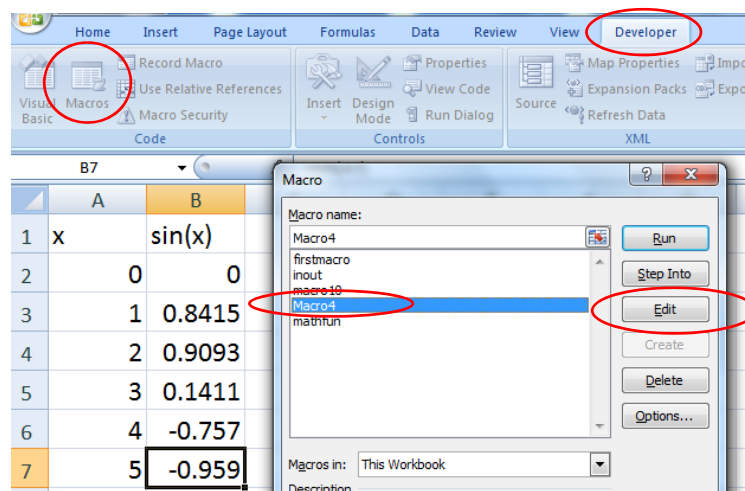 Home Insert Page Layout Formulas Data Review View Developer
Visual Basic
Macros
Record Macro
Use Relative References
Macro Security
Code
Insert
Design Mode
Properties
View Code
Run Dialog
Controls
Source
Map Properties
Expansion Packs
Refresh Data
XML
B7
A B
1 x sin(x)
2 0 0
3 1 0.8415
4 2 0.9093
5 3 0.1411
6 4 -0.757
7 5 -0.959
Macro
? X
Macro name:
Macro4
firstmacro
inout
macro10
Macro4
mathfun
Run
Step Into
Edit
Create
Delete
Options...
Macros in: This Workbook
Description